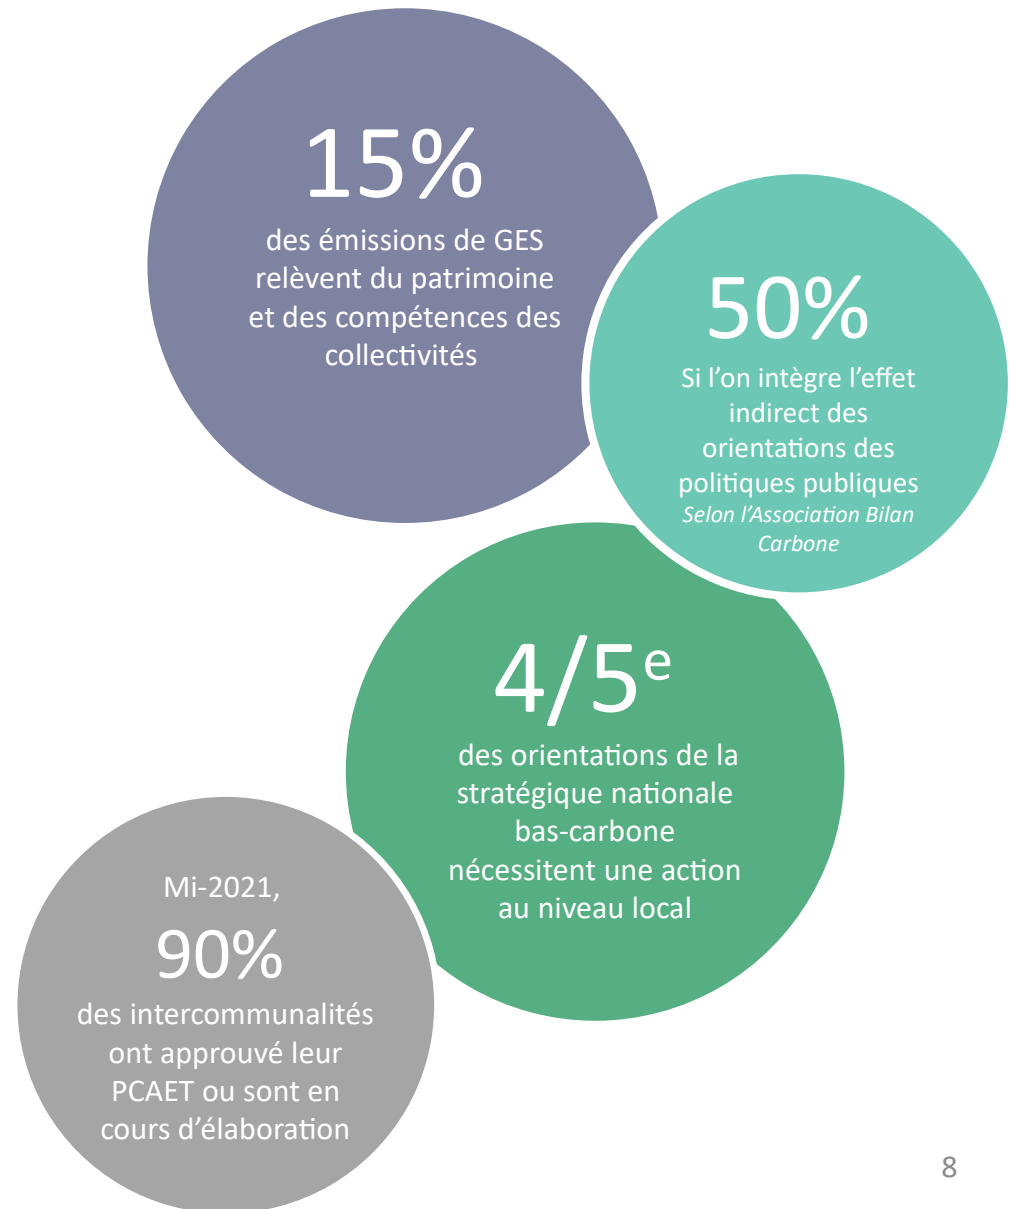 15%
des émissions de GES
relèvent du patrimoine
et des compétences des
collectivités
50%
Si l’on intègre l’effet
indirect des
orientations des
politiques publiques
Selon l’Association Bilan
Carbone
4/5e
des orientations de la
stratégique nationale
bas-carbone
nécessitent une action
au niveau local
Mi-2021,
90%
des intercommunalités
ont approuvé leur
PCAET ou sont en
cours d’élaboration
8